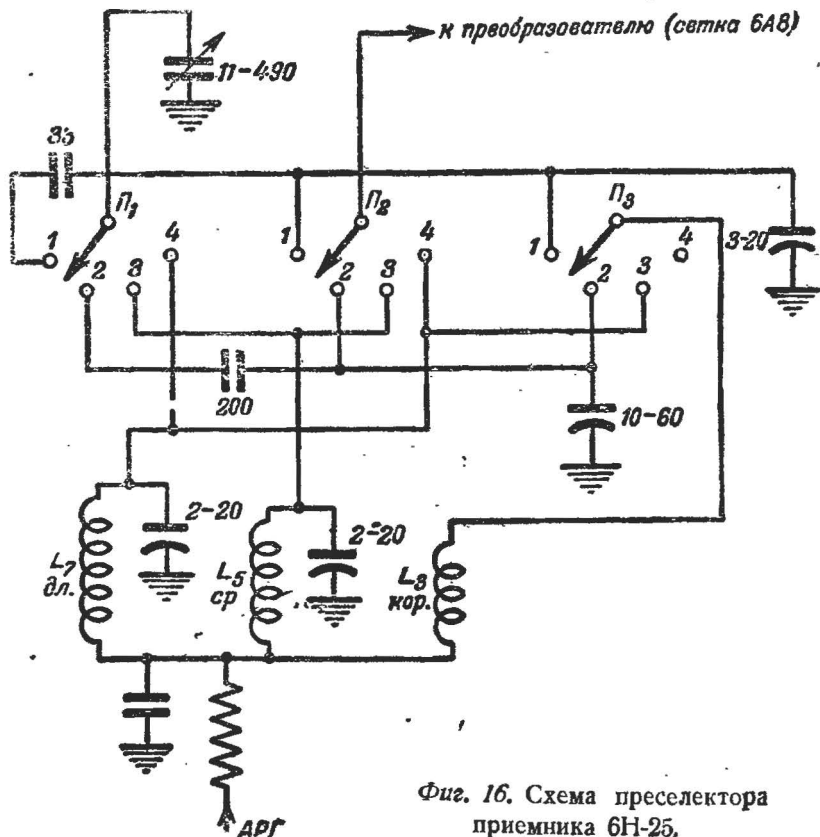 к преобразователю (сетка 6А8)
11-490
П₁
П₂
П₃
1
2
3
4
1
2
3
4
1
2
3
4
3-20
200
10-60
2-20
2-20
L₇
дл.
L₅
ср
L₃
кор.
АРГ
Фиг. 16. Схема преселектора
приемника 6Н-25.